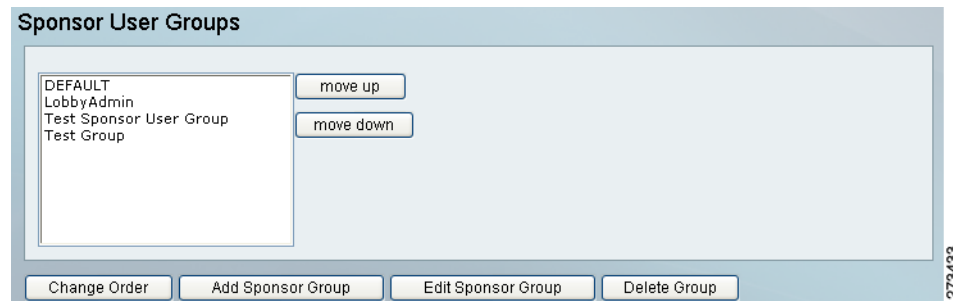 Sponsor User Groups
DEFAULT
LobbyAdmin
Test Sponsor User Group
Test Group
move up
move down
Change Order
Add Sponsor Group
Edit Sponsor Group
Delete Group
273433